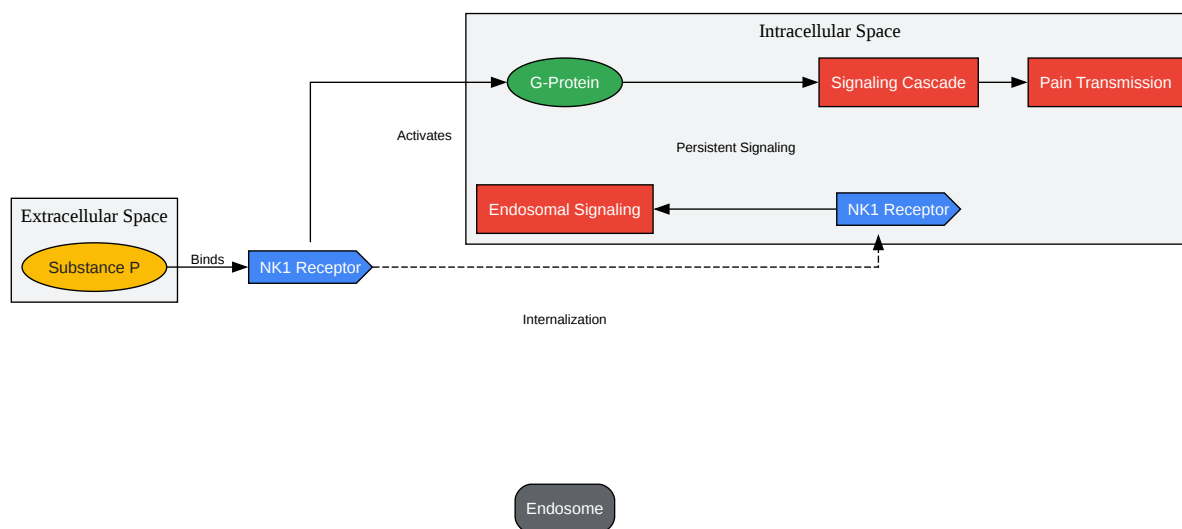 Intracellular Space
G-Protein
Signaling Cascade
Pain Transmission
Activates
Persistent Signaling
Extracellular Space
Endosomal Signaling
NK1 Receptor
Substance P
Binds
NK1 Receptor
Internalization
Endosome